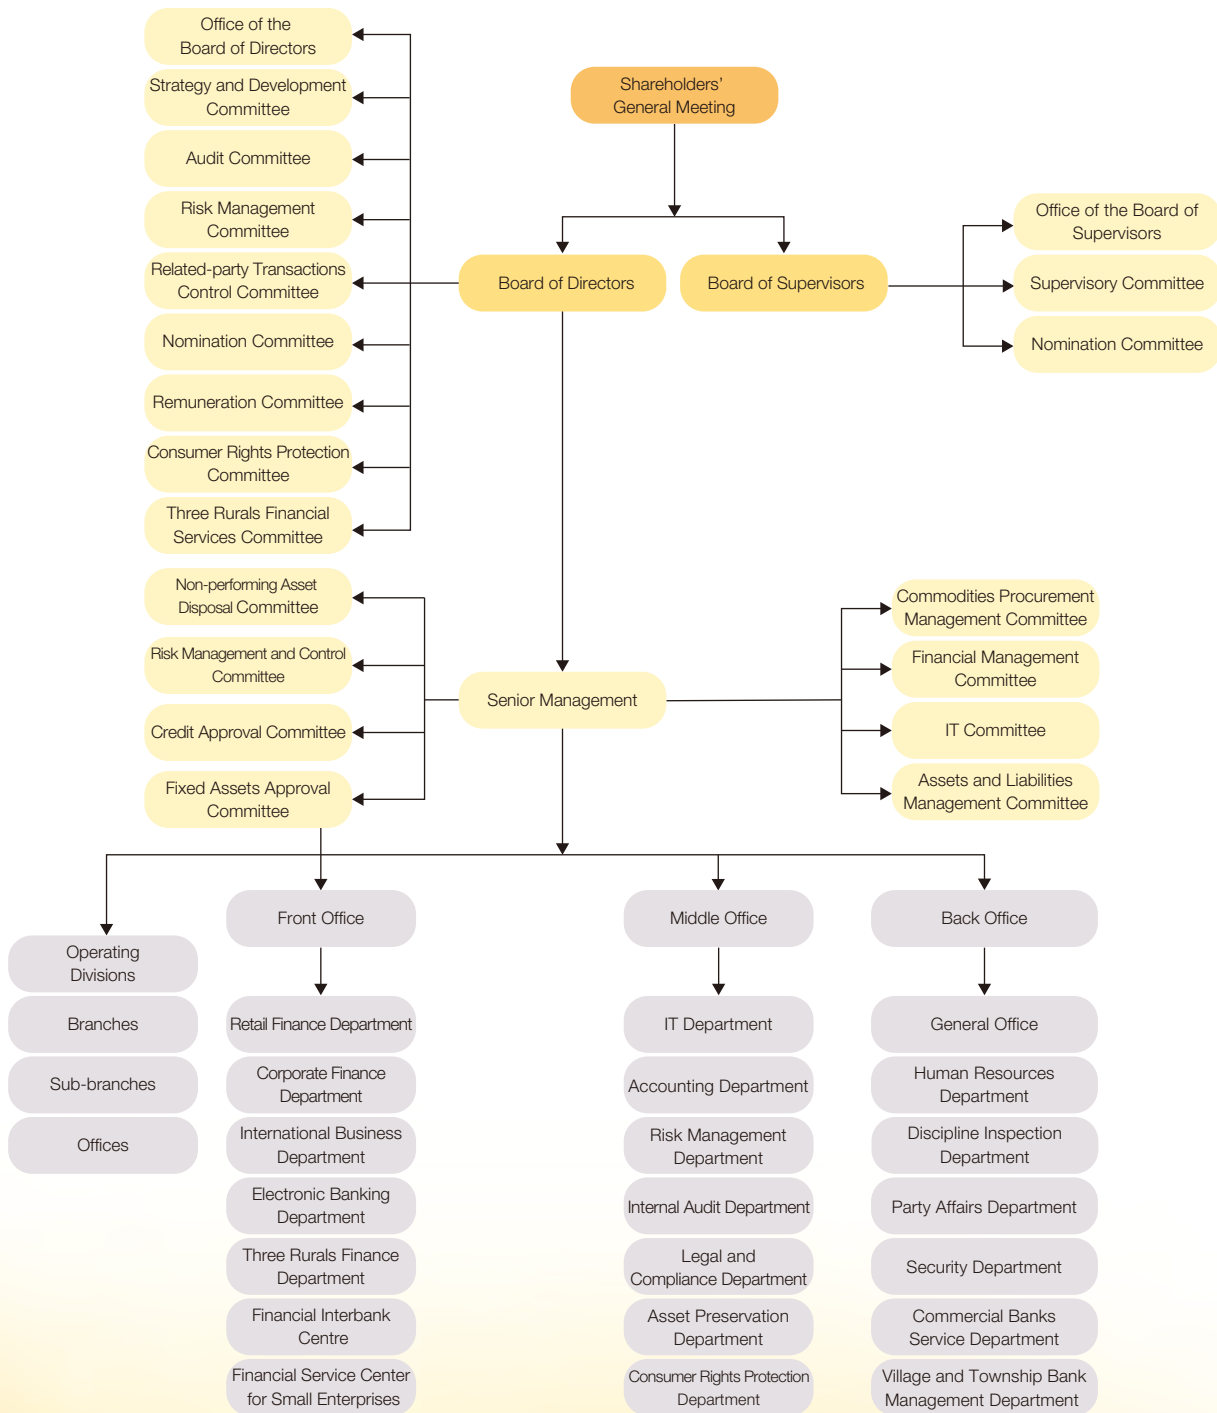 Office of the
Board of Directors
Strategy and Development
Committee
Audit Committee
Risk Management
Committee
Related-party Transactions
Control Committee
Nomination Committee
Remuneration Committee
Consumer Rights Protection
Committee
Three Rurals Financial
Services Committee
Shareholders'
General Meeting
Board of Directors
Board of Supervisors
Office of the Board of
Supervisors
Supervisory Committee
Nomination Committee
Non-performing Asset
Disposal Committee
Risk Management and Control
Committee
Credit Approval Committee
Fixed Assets Approval
Committee
Senior Management
Commodities Procurement
Management Committee
Financial Management
Committee
IT Committee
Assets and Liabilities
Management Committee
Operating
Divisions
Branches
Sub-branches
Offices
Front Office
Retail Finance Department
Corporate Finance
Department
International Business
Department
Electronic Banking
Department
Three Rurals Finance
Department
Financial Interbank
Centre
Financial Service Center
for Small Enterprises
Middle Office
IT Department
Accounting Department
Risk Management
Department
Internal Audit Department
Legal and
Compliance Department
Asset Preservation
Department
Consumer Rights Protection
Department
Back Office
General Office
Human Resources
Department
Discipline Inspection
Department
Party Affairs Department
Security Department
Commercial Banks
Service Department
Village and Township Bank
Management Department